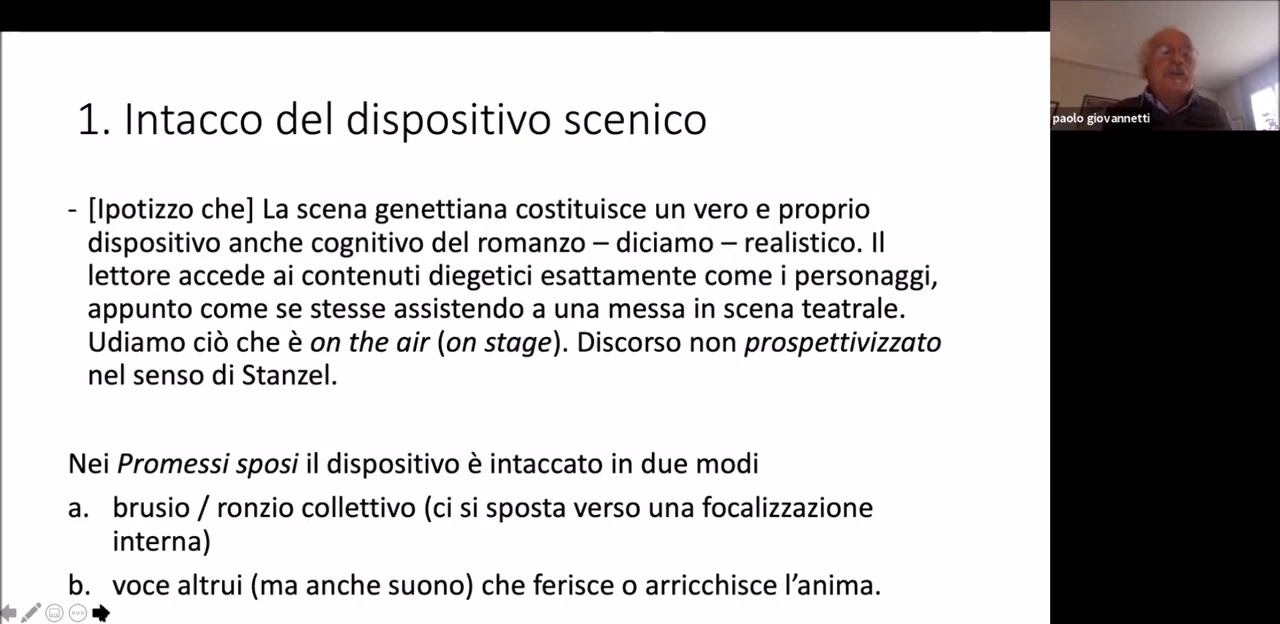 1. Intacco del dispositivo scenico
- [Ipotizzo che] La scena genettiana costituisce un vero e proprio
dispositivo anche cognitivo del romanzo – diciamo – realistico. Il
lettore accede ai contenuti diegetici esattamente come i personaggi,
appunto come se stesse assistendo a una messa in scena teatrale.
Udiamo ciò che è on the air (on stage). Discorso non prospettivizzato
nel senso di Stanzel.
Nei Promessi sposi il dispositivo è intaccato in due modi
a. brusio / ronzio collettivo (ci si sposta verso una focalizzazione
interna)
b. voce altrui (ma anche suono) che ferisce o arricchisce l’anima.
paolo giovannetti